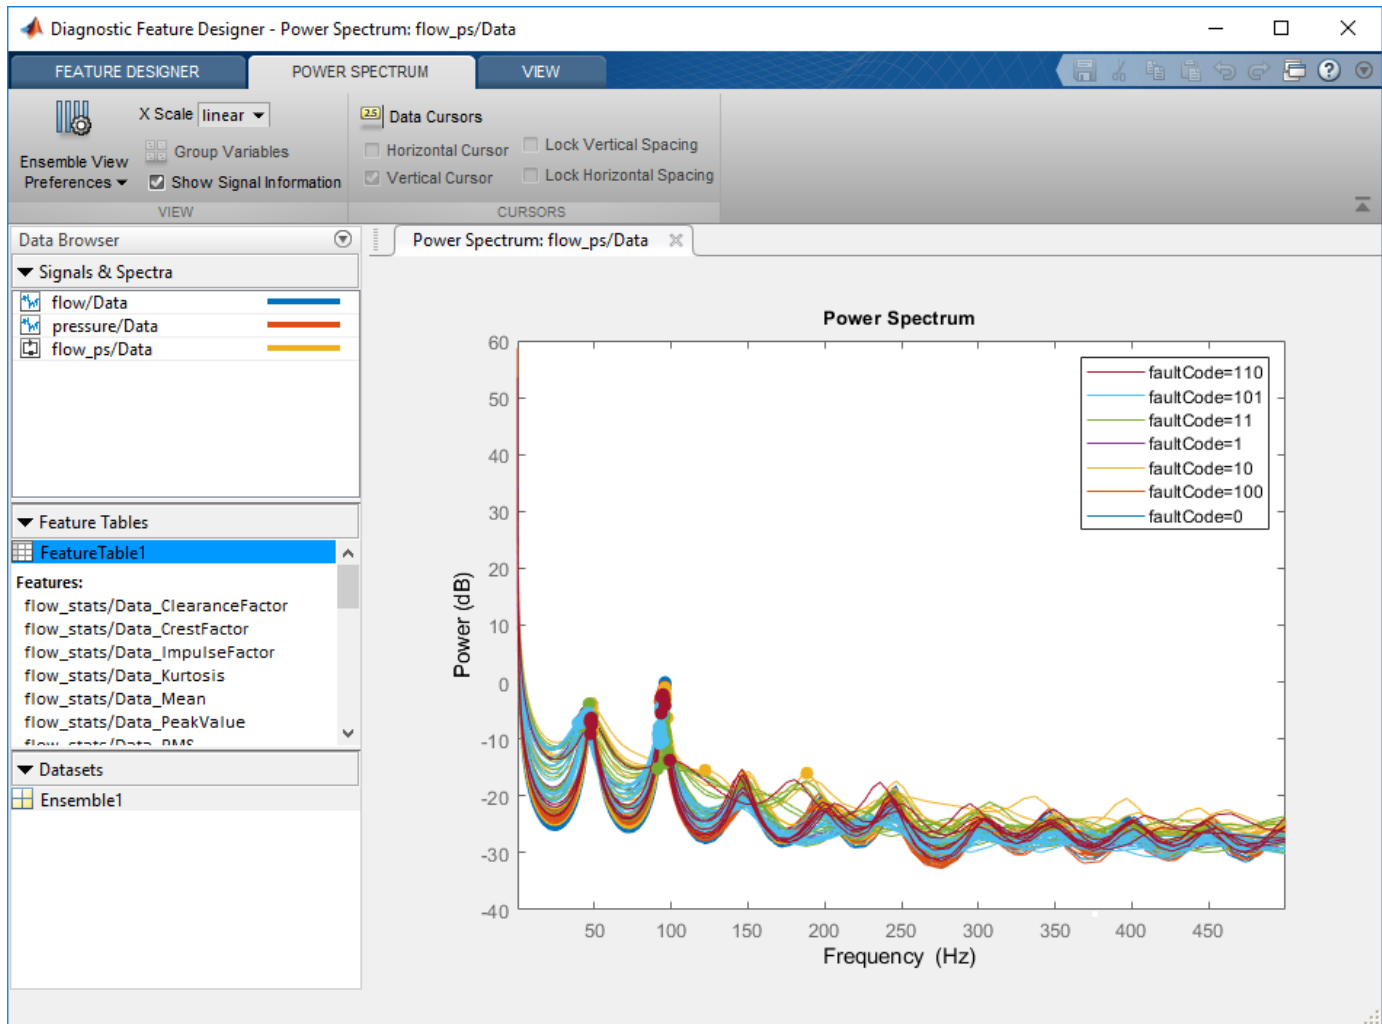 Diagnostic Feature Designer - Power Spectrum: flow_ps/Data
FEATURE DESIGNER
POWER SPECTRUM
VIEW
Ensemble View
Preferences
X Scale linear
Group Variables
Show Signal Information
VIEW
2.5 Data Cursors
Horizontal Cursor
Vertical Cursor
Lock Vertical Spacing
Lock Horizontal Spacing
CURSORS
Data Browser
Signals & Spectra
flow/Data
pressure/Data
flow_ps/Data
Feature Tables
FeatureTable1
Features:
flow_stats/Data_ClearanceFactor
flow_stats/Data_CrestFactor
flow_stats/Data_ImpulseFactor
flow_stats/Data_Kurtosis
flow_stats/Data_Mean
flow_stats/Data_PeakValue
flow_stats/Data_RMS
Datasets
Ensemble1
Power Spectrum: flow_ps/Data
Power Spectrum
60
50
40
30
20
10
0
-10
-20
-30
-40
Power (dB)
faultCode=110
faultCode=101
faultCode=11
faultCode=1
faultCode=10
faultCode=100
faultCode=0
50 100 150 200 250 300 350 400 450
Frequency (Hz)